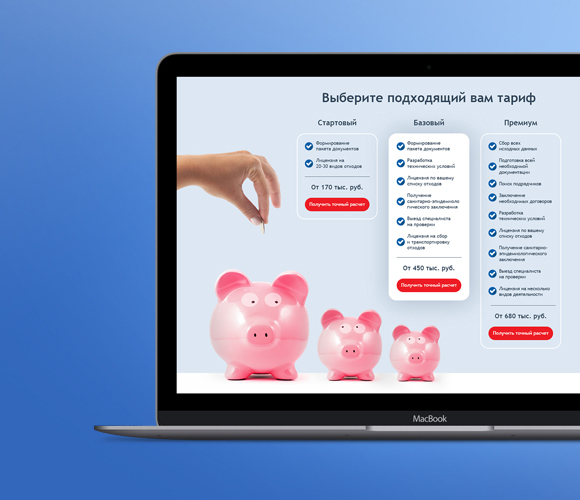 Выберите подходящий вам тариф
Стартовый
Формирование
пакета документов
Лицензия на
20-30 видов отходов
От 170 тыс. руб.
Получить точный расчет
Базовый
Формирование
пакета документов
Разработка
технических условий
Лицензия по вашему
списку отходов
Получение
санитарно-эпидемиоло
гического заключения
Выезд специалиста
на проверки
Лицензия на сбор
и транспортировку
отходов
От 450 тыс. руб.
Получить точный расчет
Премиум
Сбор всех
исходных данных
Подготовка всей
необходимой
документации
Поиск подрядчиков
Заключение
необходимых договоров
Разработка
технических условий
Лицензия по вашему
списку отходов
Получение санитарно-
эпидемиологического
заключения
Выезд специалиста
на проверки
Лицензия на несколько
видов деятельности
От 680 тыс. руб.
Получить точный расчет
MacBook